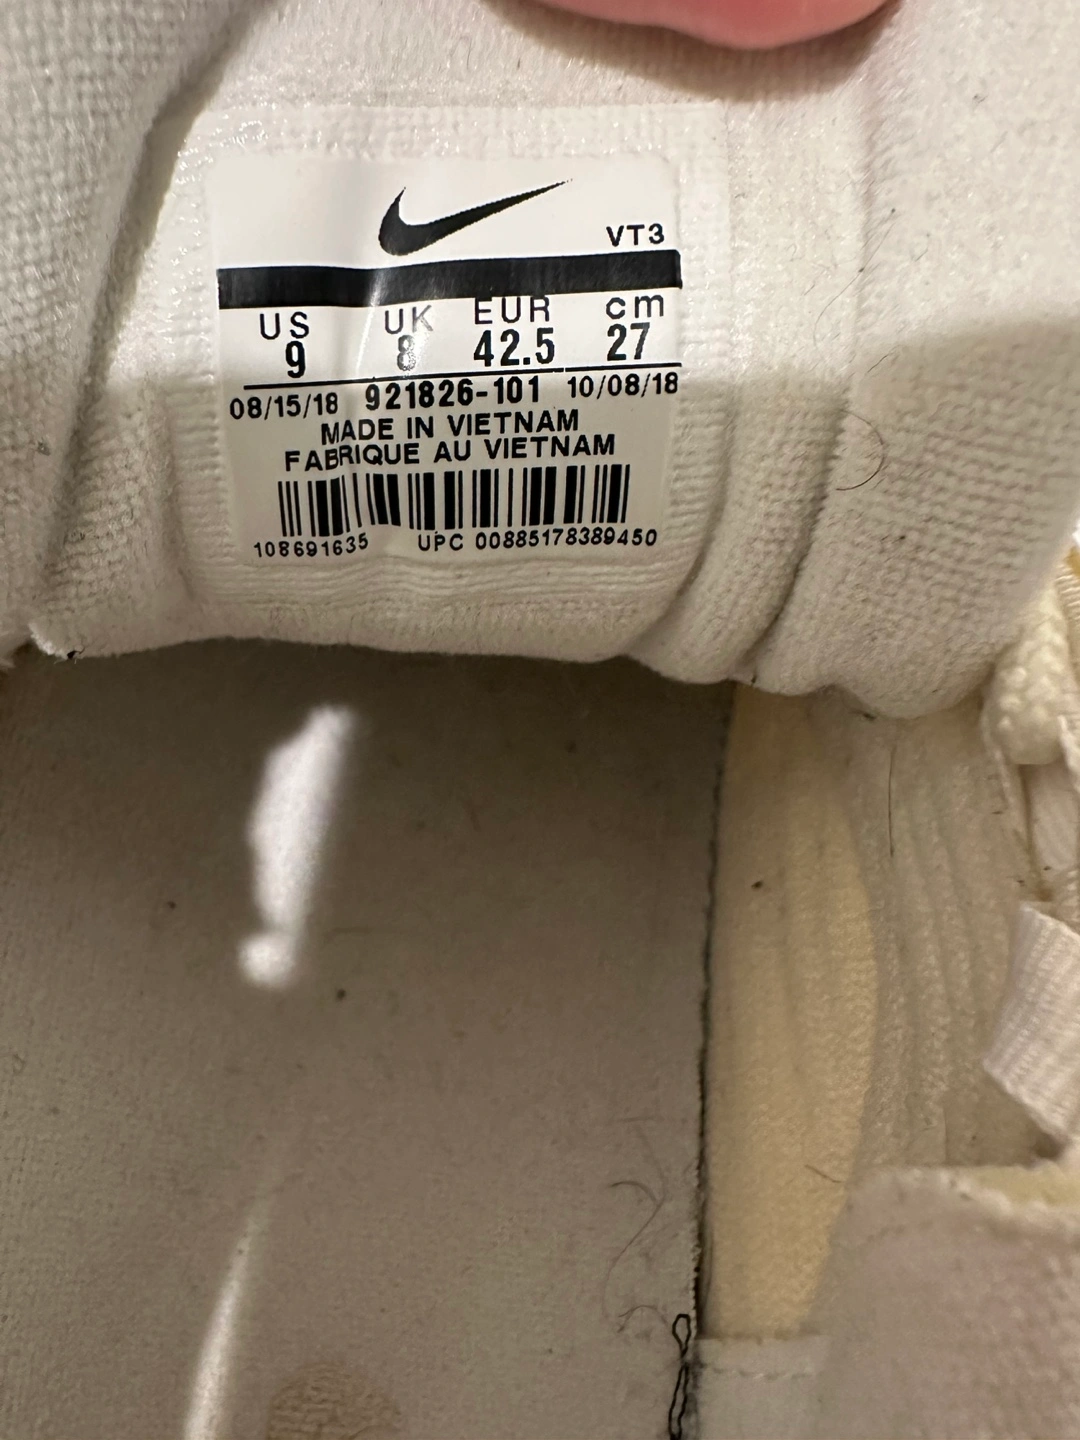 VT3
US UK EUR cm
9 8 42.5 27
08/15/18 921826-101 10/08/18
MADE IN VIETNAM
FABRIQUE AU VIETNAM
108691635 UPC 00885178389450